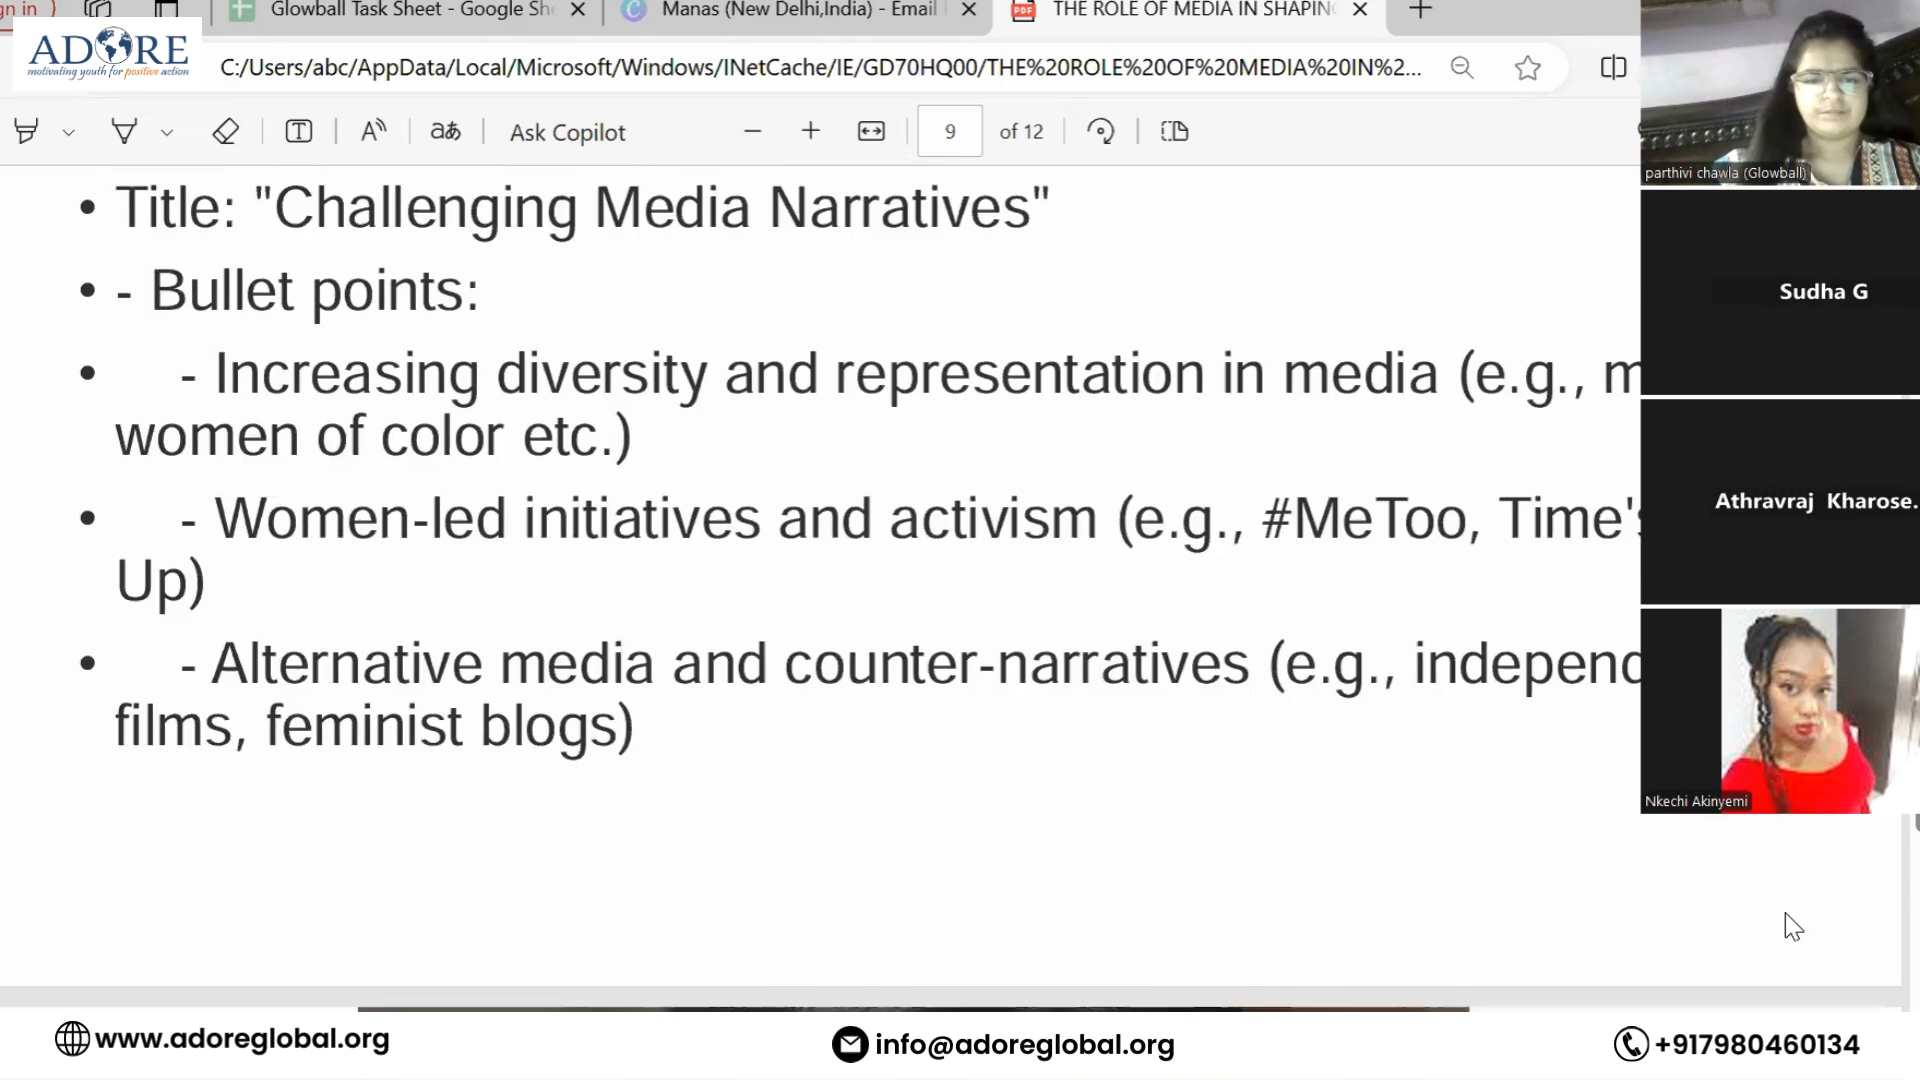 gn in
Glowball Task Sheet - Google She
Manas (New Delhi,India) - Email
THE ROLE OF MEDIA IN SHAPING
ADORE
motivating youth for positive action
C:/Users/abc/AppData/Local/Microsoft/Windows/INetCache/IE/GD70HQ00/THE%20ROLE%20OF%20MEDIA%20IN%2...
Ask Copilot
9 of 12
parthivi chawla (Glowball)
• Title: "Challenging Media Narratives"
• - Bullet points:
• - Increasing diversity and representation in media (e.g., m
women of color etc.)
• - Women-led initiatives and activism (e.g., #MeToo, Time's
Up)
• - Alternative media and counter-narratives (e.g., independ
films, feminist blogs)
Sudha G
Athravraj Kharose.
Nkechi Akinyemi
www.adoreglobal.org
info@adoreglobal.org
+917980460134